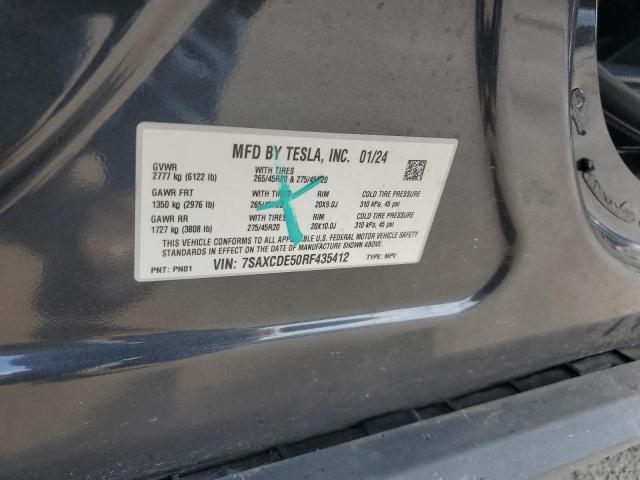 MFD BY TESLA, INC. 01/24
GVWR
2777 kg (6122 lb)
WITH TIRES
265/45R20 & 275/45R20
GAWR FRT WITH TIRES RIM COLD TIRE PRESSURE
1350 kg (2976 lb) 265/45R20 20X9.0J 310 kPa, 45 psi
GAWR RR WITH TIRES RIM COLD TIRE PRESSURE
1727 kg (3808 lb) 275/45R20 20X10.0J 310 kPa, 45 psi
THIS VEHICLE CONFORMS TO ALL APPLICABLE U.S. FEDERAL MOTOR VEHICLE SAFETY
STANDARDS IN EFFECT ON THE DATE OF MANUFACTURE SHOWN ABOVE.
PNT: PN01 VIN: 7SAXCDE50RF435412 TYPE: MPV